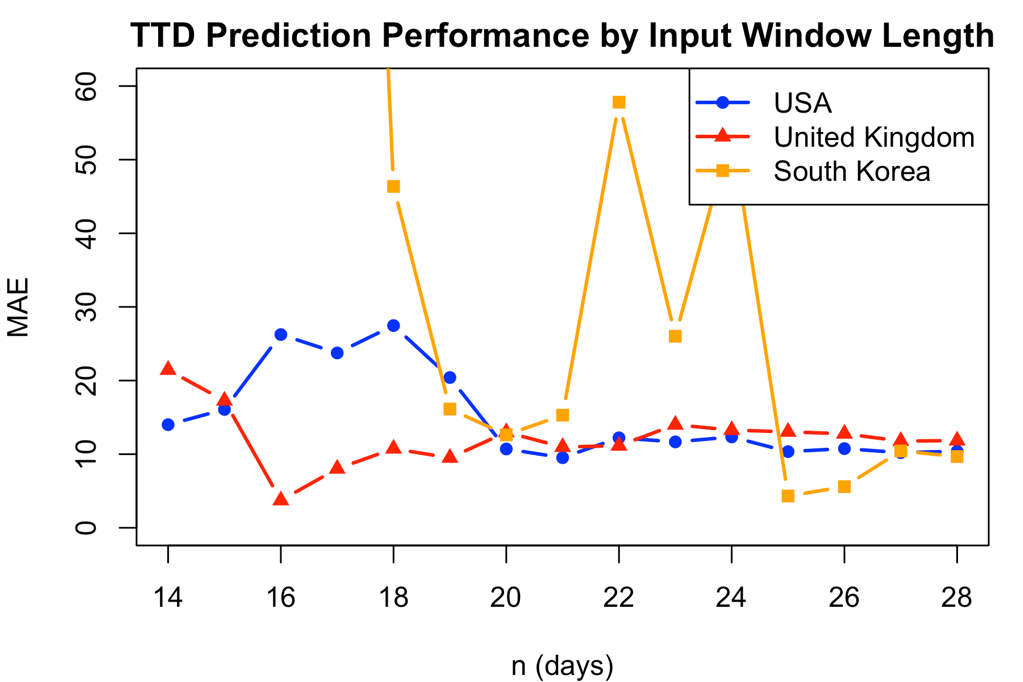 TTD Prediction Performance by Input Window Length
60
50
40
30
20
10
0
MAE
USA
United Kingdom
South Korea
14 16 18 20 22 24 26 28
n (days)